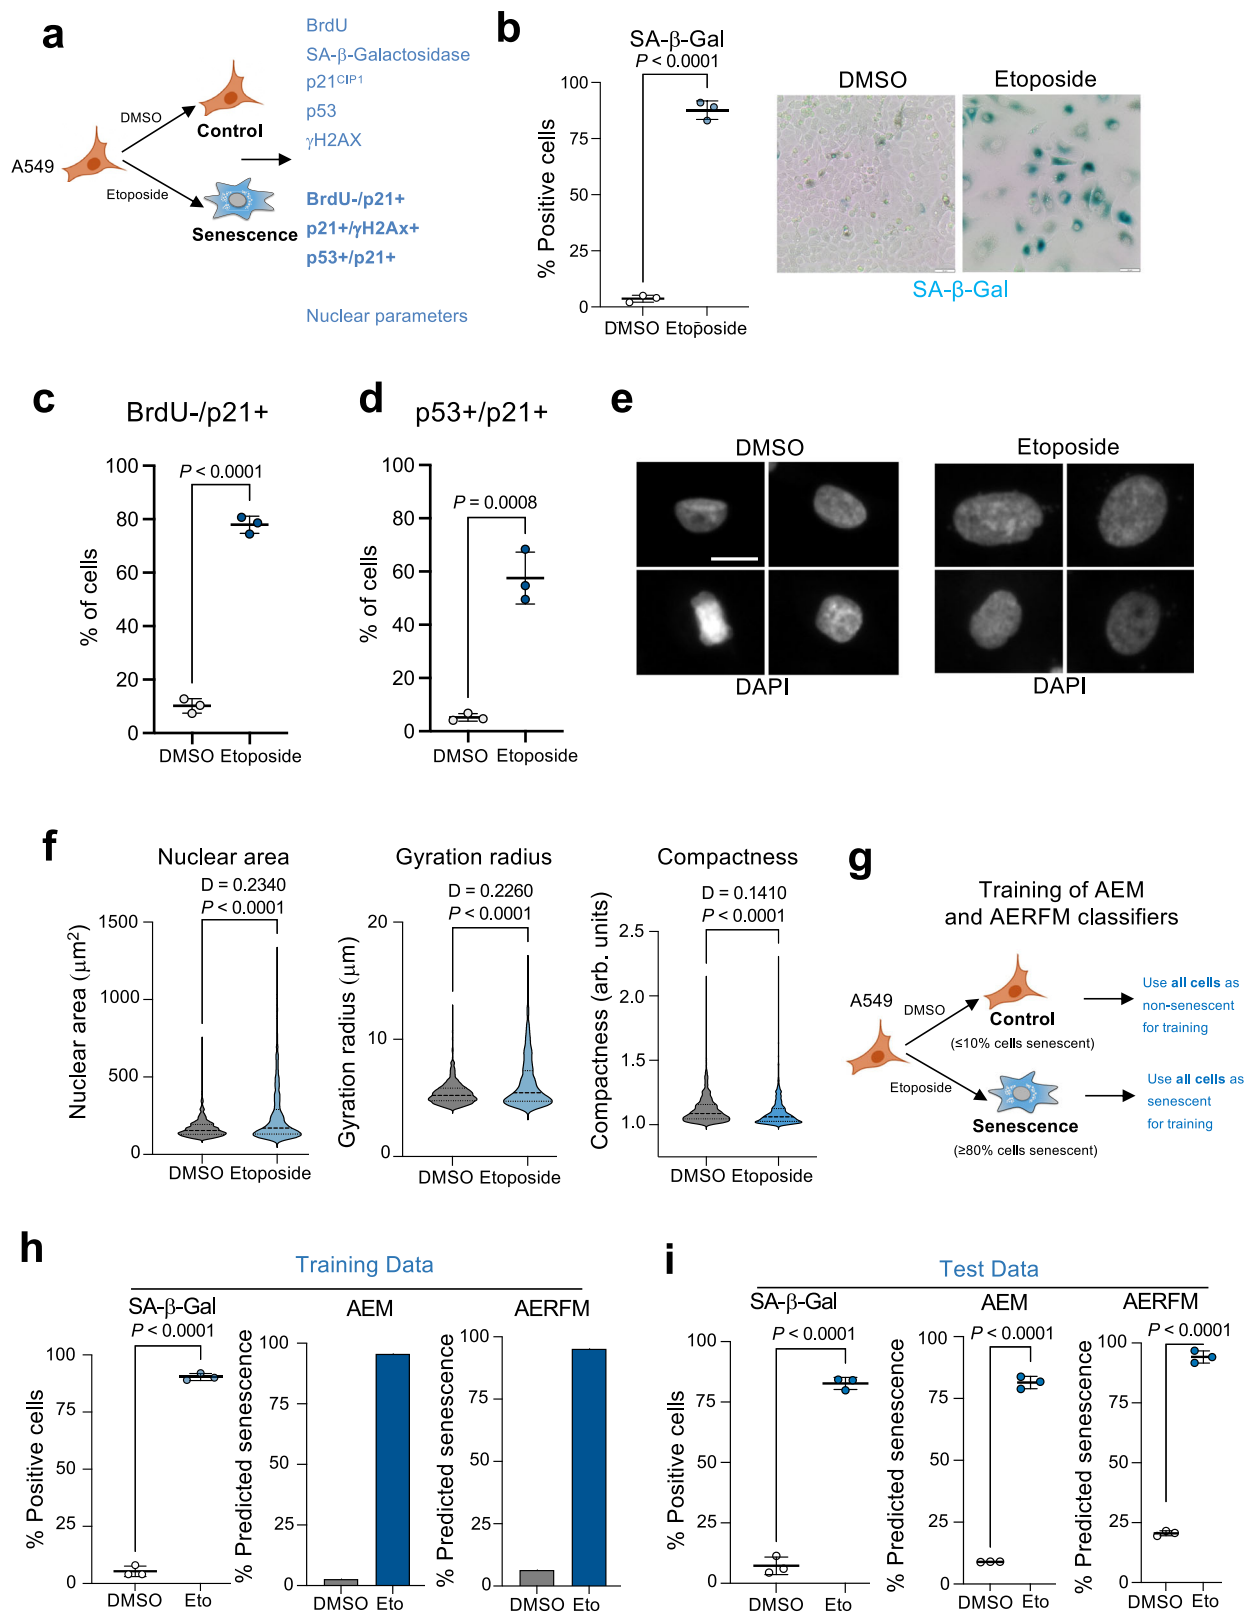 a
BrdU
SA-β-Galactosidase
p21CIP1
p53
γH2AX
DMSO
Control
A549
Etoposide
Senescence
BrdU-/p21+
p21+/γH2Ax+
p53+/p21+
Nuclear parameters
b
SA-β-Gal
P < 0.0001
% Positive cells
100
75
50
25
0
DMSO Etoposide
DMSO Etoposide
SA-β-Gal
c
BrdU-/p21+
P < 0.0001
% of cells
100
80
60
40
20
0
DMSO Etoposide
d
p53+/p21+
P = 0.0008
% of cells
100
80
60
40
20
0
DMSO Etoposide
e
DMSO Etoposide
DAPI DAPI
f
Nuclear area
D = 0.2340
P < 0.0001
Nuclear area (μm2)
1500
1000
500
0
DMSO Etoposide
Gyration radius
D = 0.2260
P < 0.0001
Gyration radius (μm)
20
10
0
DMSO Etoposide
Compactness
D = 0.1410
P < 0.0001
Compactness (arb. units)
2.5
2.0
1.5
1.0
DMSO Etoposide
g
Training of AEM
and AERFM classifiers
A549
DMSO
Control
(≤10% cells senescent)
Use all cells as
non-senescent
for training
Etoposide
Senescence
(≥80% cells senescent)
Use all cells as
senescent
for training
h
Training Data
SA-β-Gal
P < 0.0001
% Positive cells
100
75
50
25
0
DMSO Eto
AEM
% Predicted senescence
100
75
50
25
0
DMSO Eto
AERFM
% Predicted senescence
100
75
50
25
0
DMSO Eto
i
Test Data
SA-β-Gal
P < 0.0001
% Positive cells
100
75
50
25
0
DMSO Eto
AEM
P < 0.0001
% Predicted senescence
100
75
50
25
0
DMSO Eto
AERFM
P < 0.0001
% Predicted senescence
100
75
50
25
0
DMSO Eto